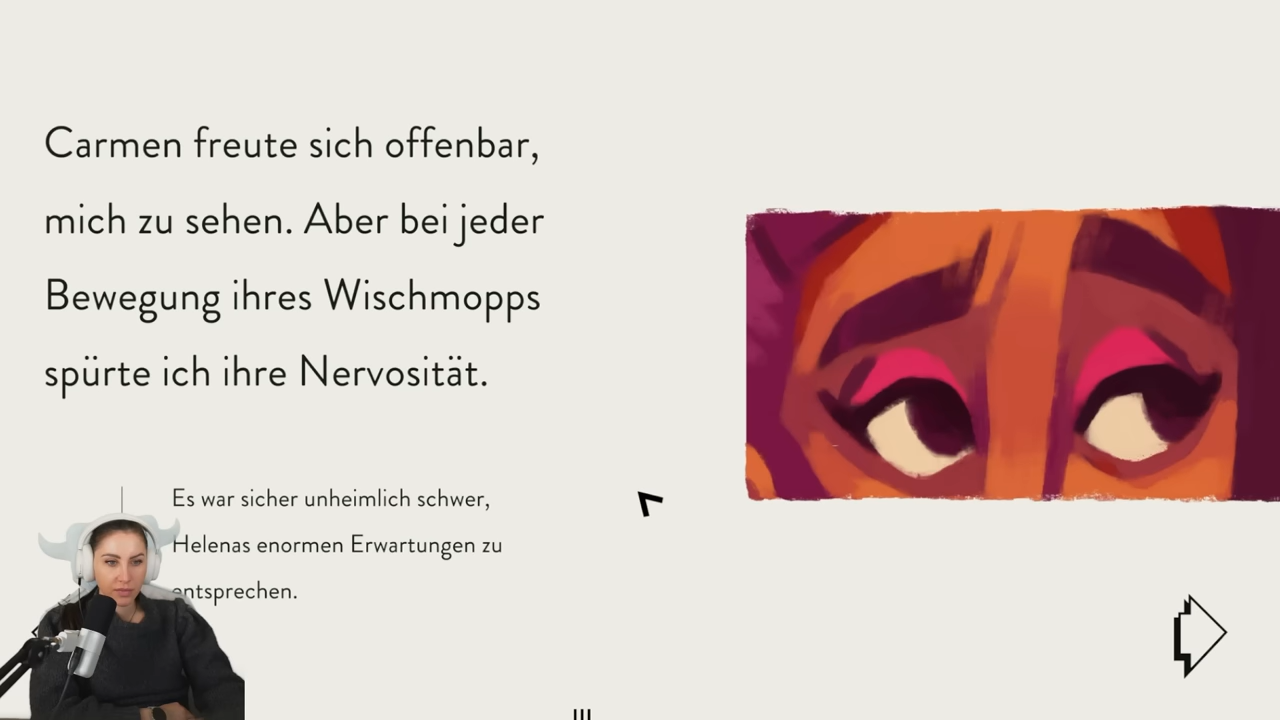 Carmen freute sich offenbar,
mich zu sehen. Aber bei jeder
Bewegung ihres Wischmopps
spürte ich ihre Nervosität.
Es war sicher unheimlich schwer,
Helenas enormen Erwartungen zu
entsprechen.